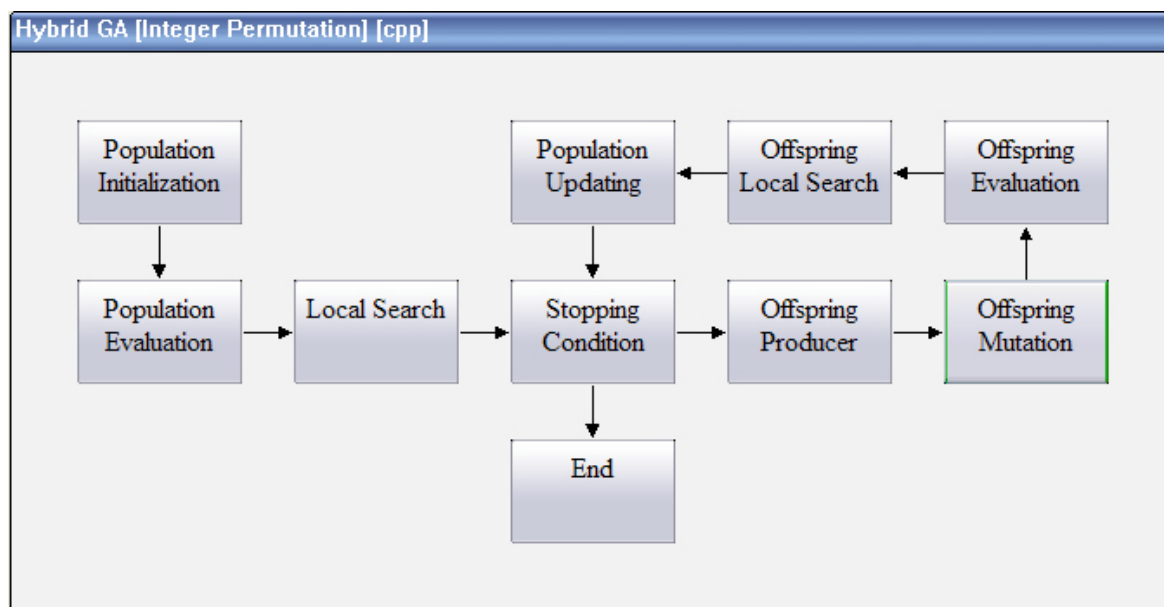 Hybrid GA [Integer Permutation] [cpp]
Population
Initialization
Population
Updating
Offspring
Local Search
Offspring
Evaluation
Population
Evaluation
Local Search
Stopping
Condition
Offspring
Producer
Offspring
Mutation
End